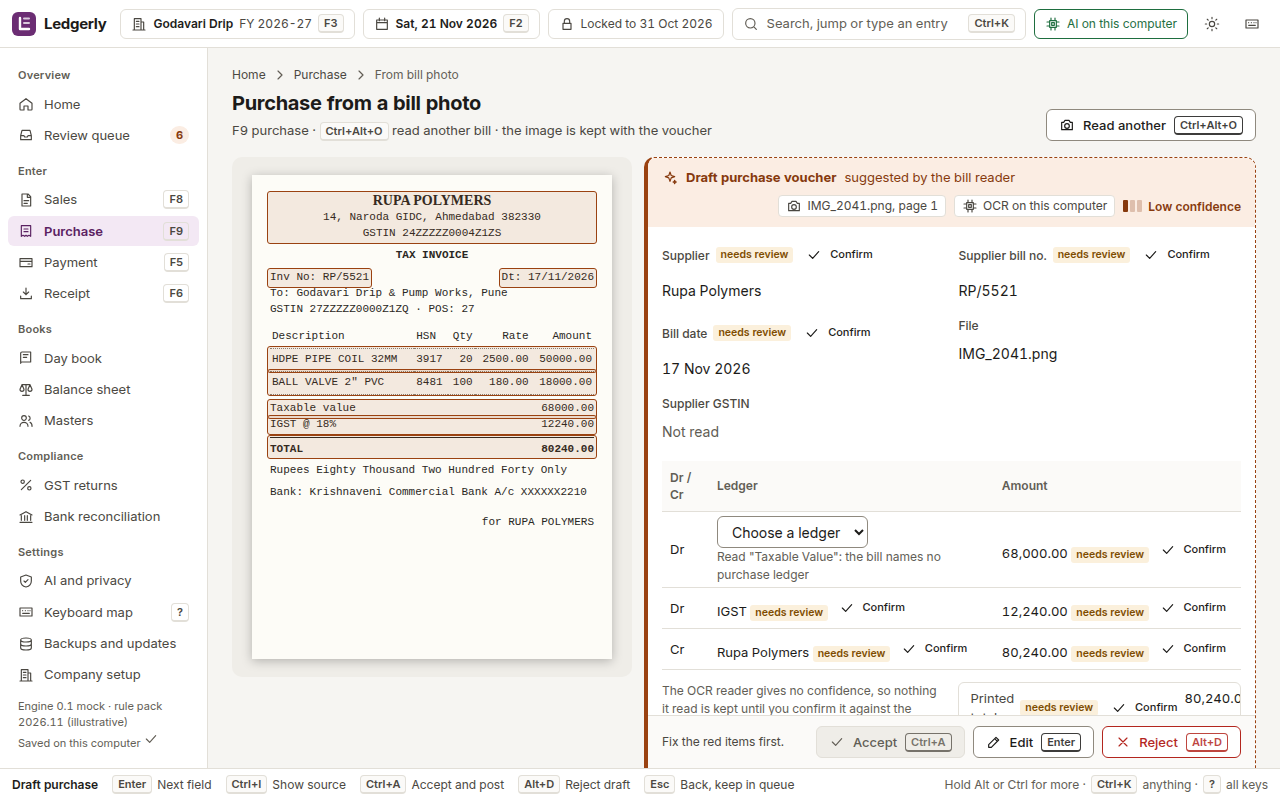 Ledgerly
Godavari Drip FY 2026-27 F3
Sat, 21 Nov 2026 F2
Locked to 31 Oct 2026
Search, jump or type an entry Ctrl+K
AI on this computer
Overview
Home
Review queue 6
Enter
Sales F8
Purchase F9
Payment F5
Receipt F6
Books
Day book
Balance sheet
Masters
Compliance
GST returns
Bank reconciliation
Settings
AI and privacy
Keyboard map ?
Backups and updates
Company setup
Engine 0.1 mock · rule pack
2026.11 (illustrative)
Saved on this computer
Home > Purchase > From bill photo
Purchase from a bill photo
F9 purchase · Ctrl+Alt+O read another bill · the image is kept with the voucher
Read another Ctrl+Alt+O
RUPA POLYMERS
14, Naroda GIDC, Ahmedabad 382330
GSTIN 24ZZZZZ0004Z1ZS
TAX INVOICE
Inv No: RP/5521 Dt: 17/11/2026
To: Godavari Drip & Pump Works, Pune
GSTIN 27ZZZZZ0000Z1ZQ · POS: 27
Description HSN Qty Rate Amount
HDPE PIPE COIL 32MM 3917 20 2500.00 50000.00
BALL VALVE 2" PVC 8481 100 180.00 18000.00
Taxable value 68000.00
IGST @ 18% 12240.00
TOTAL 80240.00
Rupees Eighty Thousand Two Hundred Forty Only
Bank: Krishnaveni Commercial Bank A/c XXXXXX2210
for RUPA POLYMERS
Draft purchase voucher suggested by the bill reader
IMG_2041.png, page 1
OCR on this computer
Low confidence
Supplier needs review Confirm
Rupa Polymers
Supplier bill no. needs review Confirm
RP/5521
Bill date needs review Confirm
17 Nov 2026
File
IMG_2041.png
Supplier GSTIN
Not read
Dr / Cr Ledger Amount
Dr Choose a ledger 68,000.00 needs review Confirm
Read "Taxable Value": the bill names no
purchase ledger
Dr IGST needs review Confirm 12,240.00 needs review Confirm
Cr Rupa Polymers needs review Confirm 80,240.00 needs review Confirm
The OCR reader gives no confidence, so nothing
it read is kept until you confirm it against the
Printed needs review Confirm 80,240.0
Fix the red items first.
Accept Ctrl+A
Edit Enter
Reject Alt+D
Draft purchase Enter Next field Ctrl+I Show source Ctrl+A Accept and post Alt+D Reject draft Esc Back, keep in queue
Hold Alt or Ctrl for more · Ctrl+K anything · ? all keys